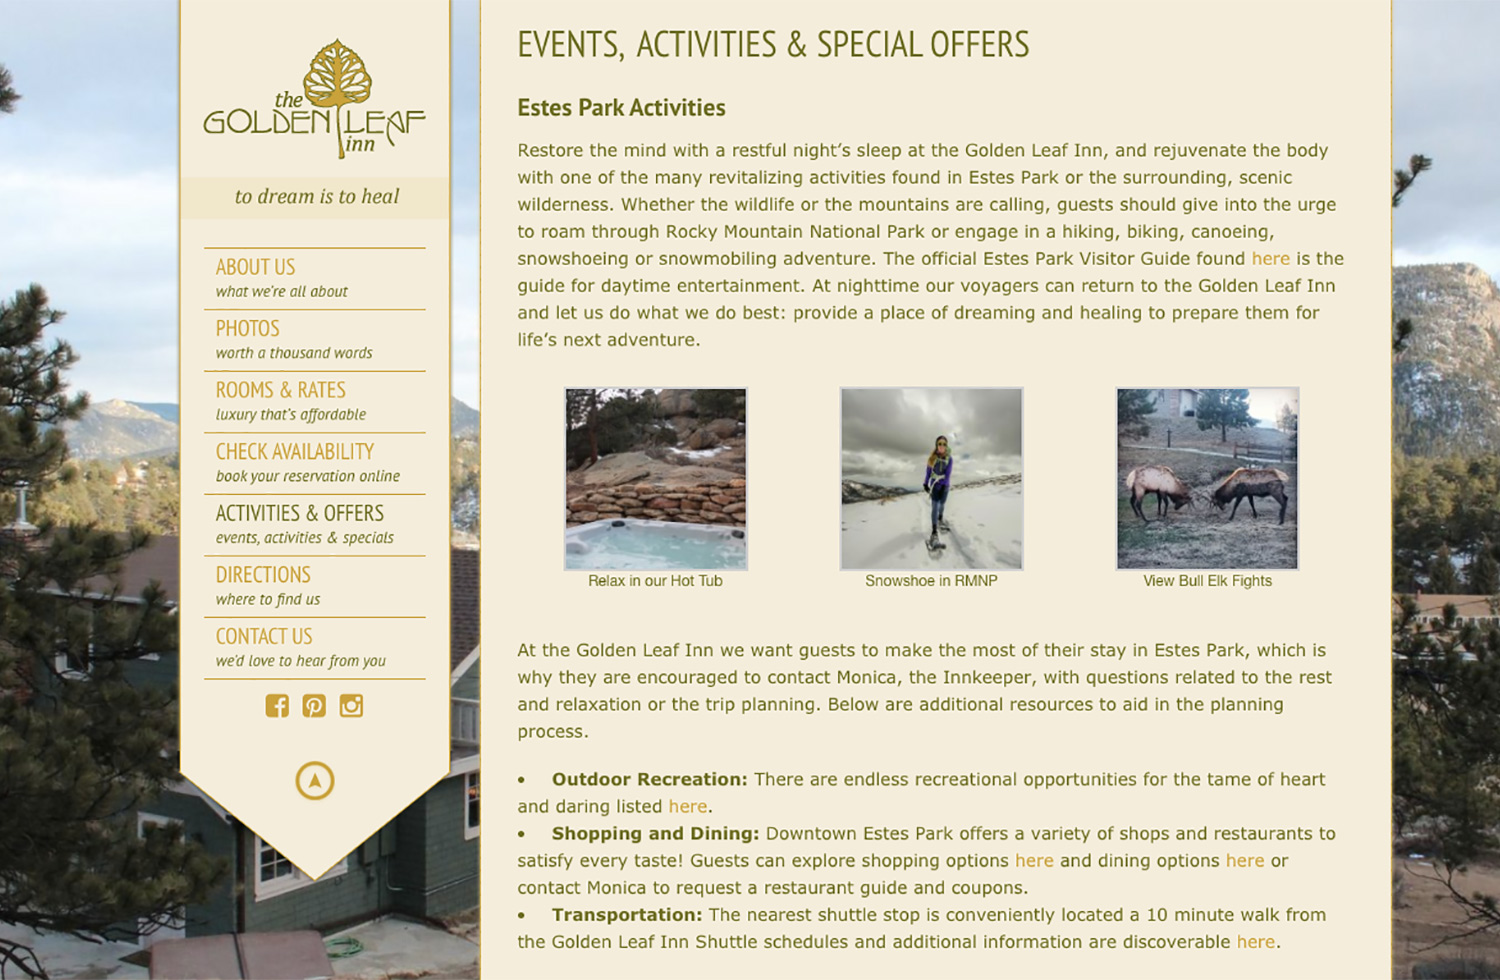 the
GOLDEN LEAF
inn
to dream is to heal
ABOUT US
what we're all about
PHOTOS
worth a thousand words
ROOMS & RATES
luxury that's affordable
CHECK AVAILABILITY
book your reservation online
ACTIVITIES & OFFERS
events, activities & specials
DIRECTIONS
where to find us
CONTACT US
we'd love to hear from you
EVENTS, ACTIVITIES & SPECIAL OFFERS
Estes Park Activities
Restore the mind with a restful night’s sleep at the Golden Leaf Inn, and rejuvenate the body
with one of the many revitalizing activities found in Estes Park or the surrounding, scenic
wilderness. Whether the wildlife or the mountains are calling, guests should give into the urge
to roam through Rocky Mountain National Park or engage in a hiking, biking, canoeing,
snowshoeing or snowmobiling adventure. The official Estes Park Visitor Guide found here is the
guide for daytime entertainment. At nighttime our voyagers can return to the Golden Leaf Inn
and let us do what we do best: provide a place of dreaming and healing to prepare them for
life’s next adventure.
Relax in our Hot Tub
Snowshoe in RMNP
View Bull Elk Fights
At the Golden Leaf Inn we want guests to make the most of their stay in Estes Park, which is
why they are encouraged to contact Monica, the Innkeeper, with questions related to the rest
and relaxation or the trip planning. Below are additional resources to aid in the planning
process.
• Outdoor Recreation: There are endless recreational opportunities for the tame of heart
and daring listed here.
• Shopping and Dining: Downtown Estes Park offers a variety of shops and restaurants to
satisfy every taste! Guests can explore shopping options here and dining options here or
contact Monica to request a restaurant guide and coupons.
• Transportation: The nearest shuttle stop is conveniently located a 10 minute walk from
the Golden Leaf Inn Shuttle schedules and additional information are discoverable here.